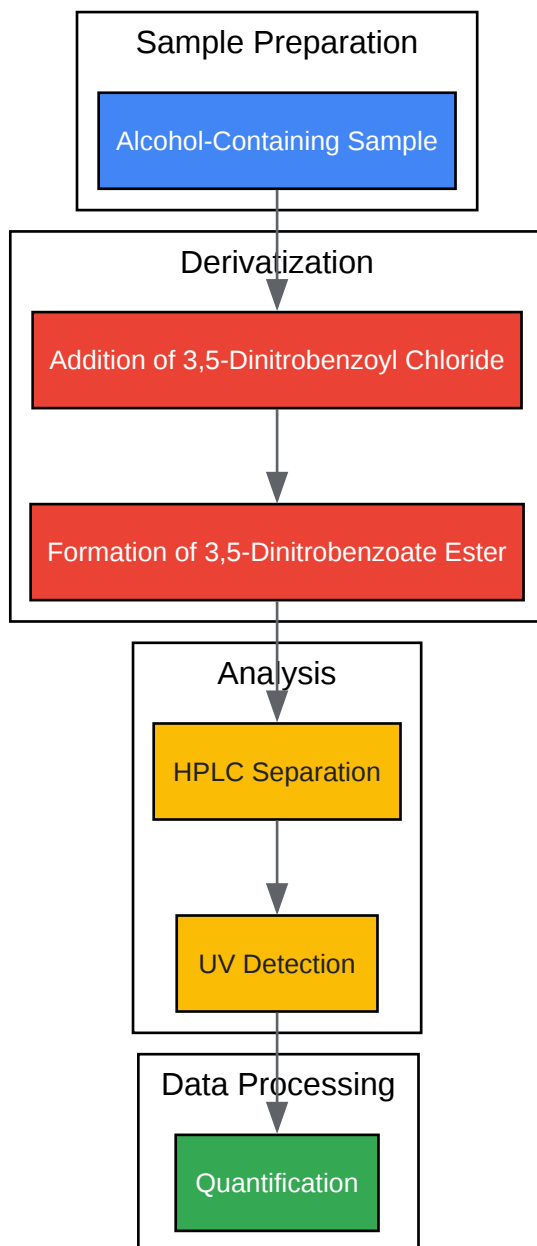 Sample Preparation
Alcohol-Containing Sample
Derivatization
Addition of 3,5-Dinitrobenzoyl Chloride
Formation of 3,5-Dinitrobenzoate Ester
Analysis
HPLC Separation
UV Detection
Data Processing
Quantification